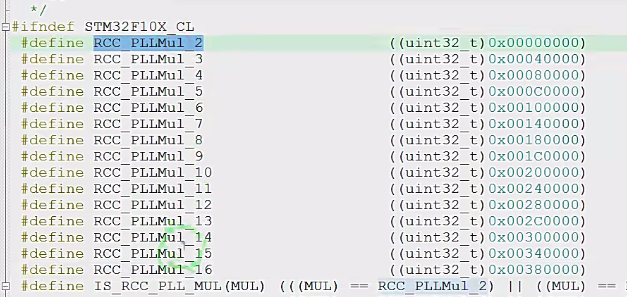 */
#ifndef STM32F10X_CL
#define RCC_PLLMul_2 ((uint32_t)0x00000000)
#define RCC_PLLMul_3 ((uint32_t)0x00040000)
#define RCC_PLLMul_4 ((uint32_t)0x00080000)
#define RCC_PLLMul_5 ((uint32_t)0x000C0000)
#define RCC_PLLMul_6 ((uint32_t)0x00100000)
#define RCC_PLLMul_7 ((uint32_t)0x00140000)
#define RCC_PLLMul_8 ((uint32_t)0x00180000)
#define RCC_PLLMul_9 ((uint32_t)0x001C0000)
#define RCC_PLLMul_10 ((uint32_t)0x00200000)
#define RCC_PLLMul_11 ((uint32_t)0x00240000)
#define RCC_PLLMul_12 ((uint32_t)0x00280000)
#define RCC_PLLMul_13 ((uint32_t)0x002C0000)
#define RCC_PLLMul_14 ((uint32_t)0x00300000)
#define RCC_PLLMul_15 ((uint32_t)0x00340000)
#define RCC_PLLMul_16 ((uint32_t)0x00380000)
#define IS_RCC_PLL_MUL(MUL) (((MUL) == RCC_PLLMul_2) || ((MUL) ==